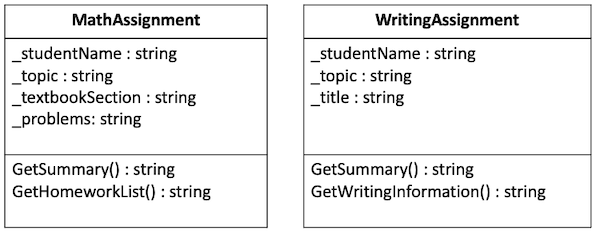 MathAssignment
_studentName : string
_topic : string
_textbookSection : string
_problems: string
GetSummary() : string
GetHomeworkList() : string
WritingAssignment
_studentName : string
_topic : string
_title : string
GetSummary() : string
GetWritingInformation() : string